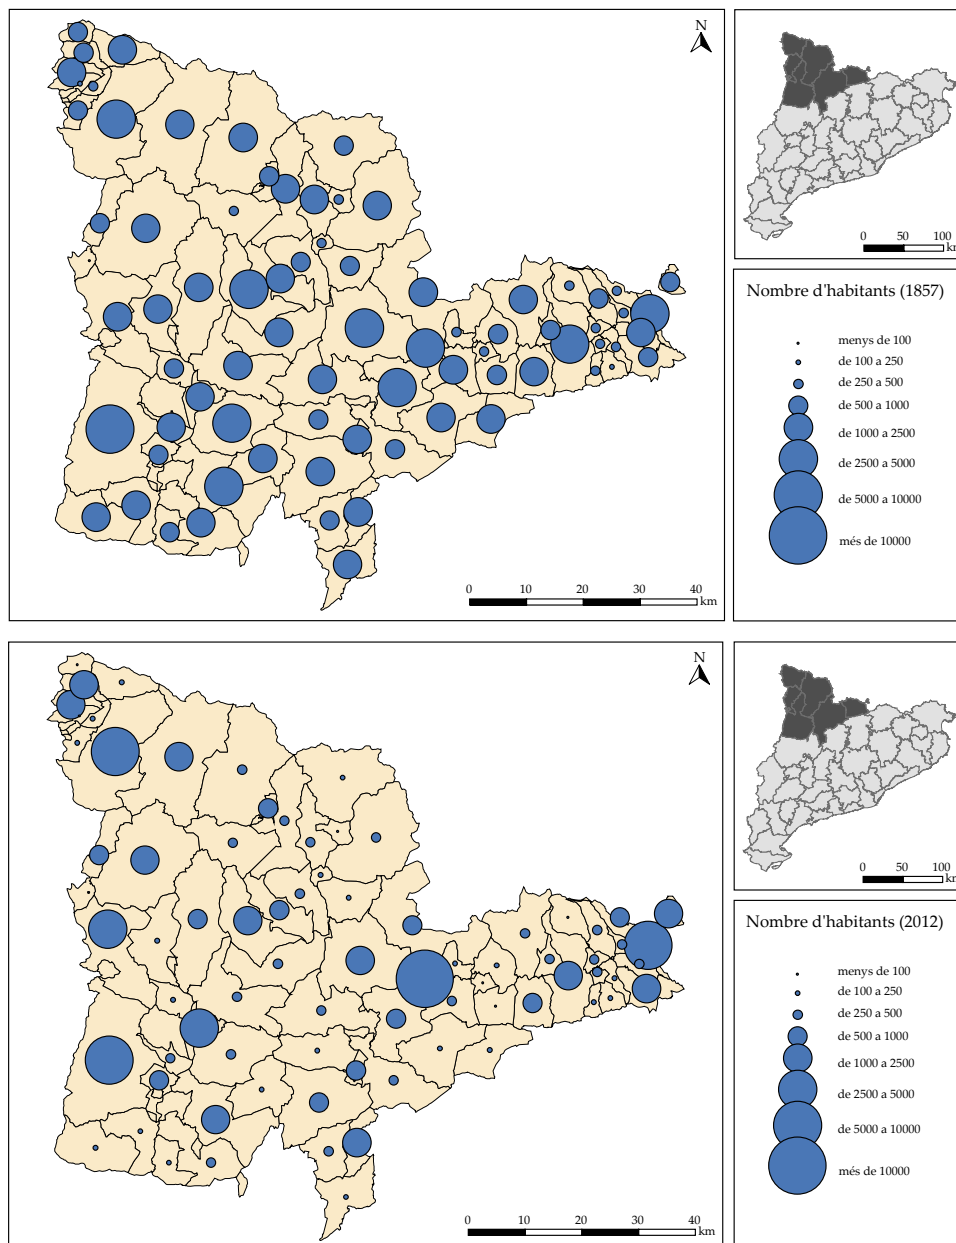 N
0 10 20 30 40
km
0 50 100
km
Nombre d'habitants (1857)
menys de 100
de 100 a 250
de 250 a 500
de 500 a 1000
de 1000 a 2500
de 2500 a 5000
de 5000 a 10000
més de 10000
N
0 10 20 30 40
km
0 50 100
km
Nombre d'habitants (2012)
menys de 100
de 100 a 250
de 250 a 500
de 500 a 1000
de 1000 a 2500
de 2500 a 5000
de 5000 a 10000
més de 10000